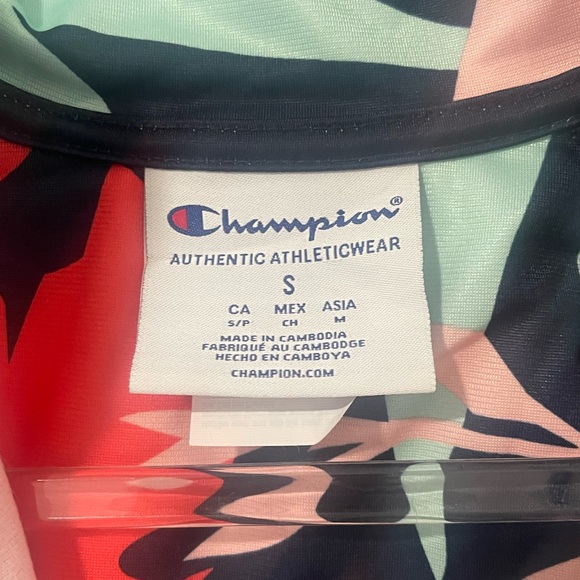 Champion®
AUTHENTIC ATHLETICWEAR
S
CA MEX ASIA
S/P CH M
MADE IN CAMBODIA
FABRIQUÉ AU CAMBODGE
HECHO EN CAMBOYA
CHAMPION.COM